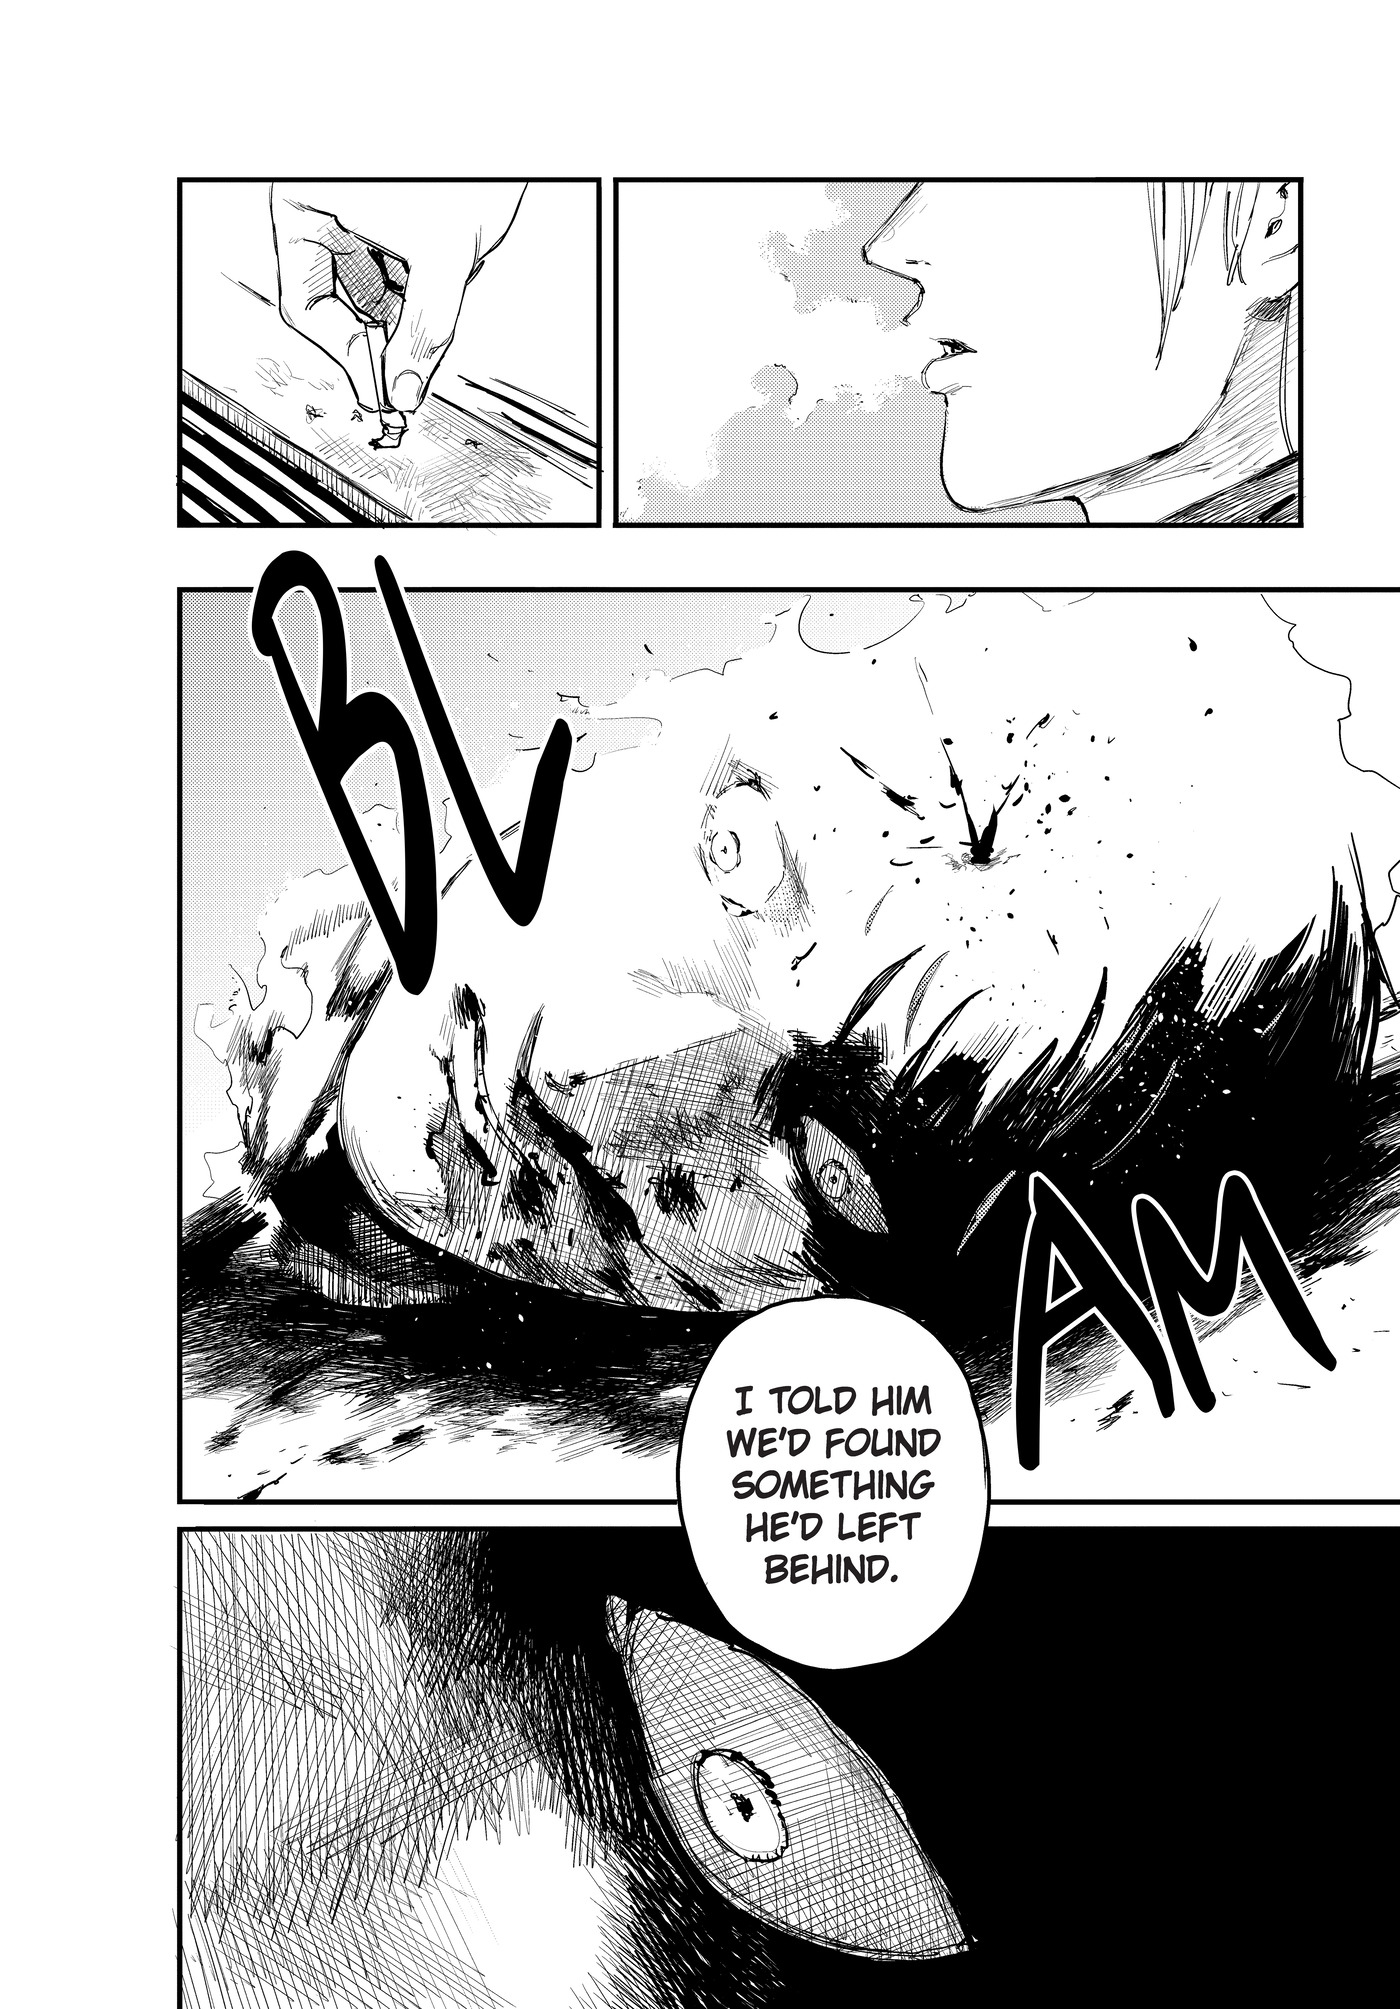 BL
AM
I TOLD HIM
WE'D FOUND
SOMETHING
HE'D LEFT
BEHIND.